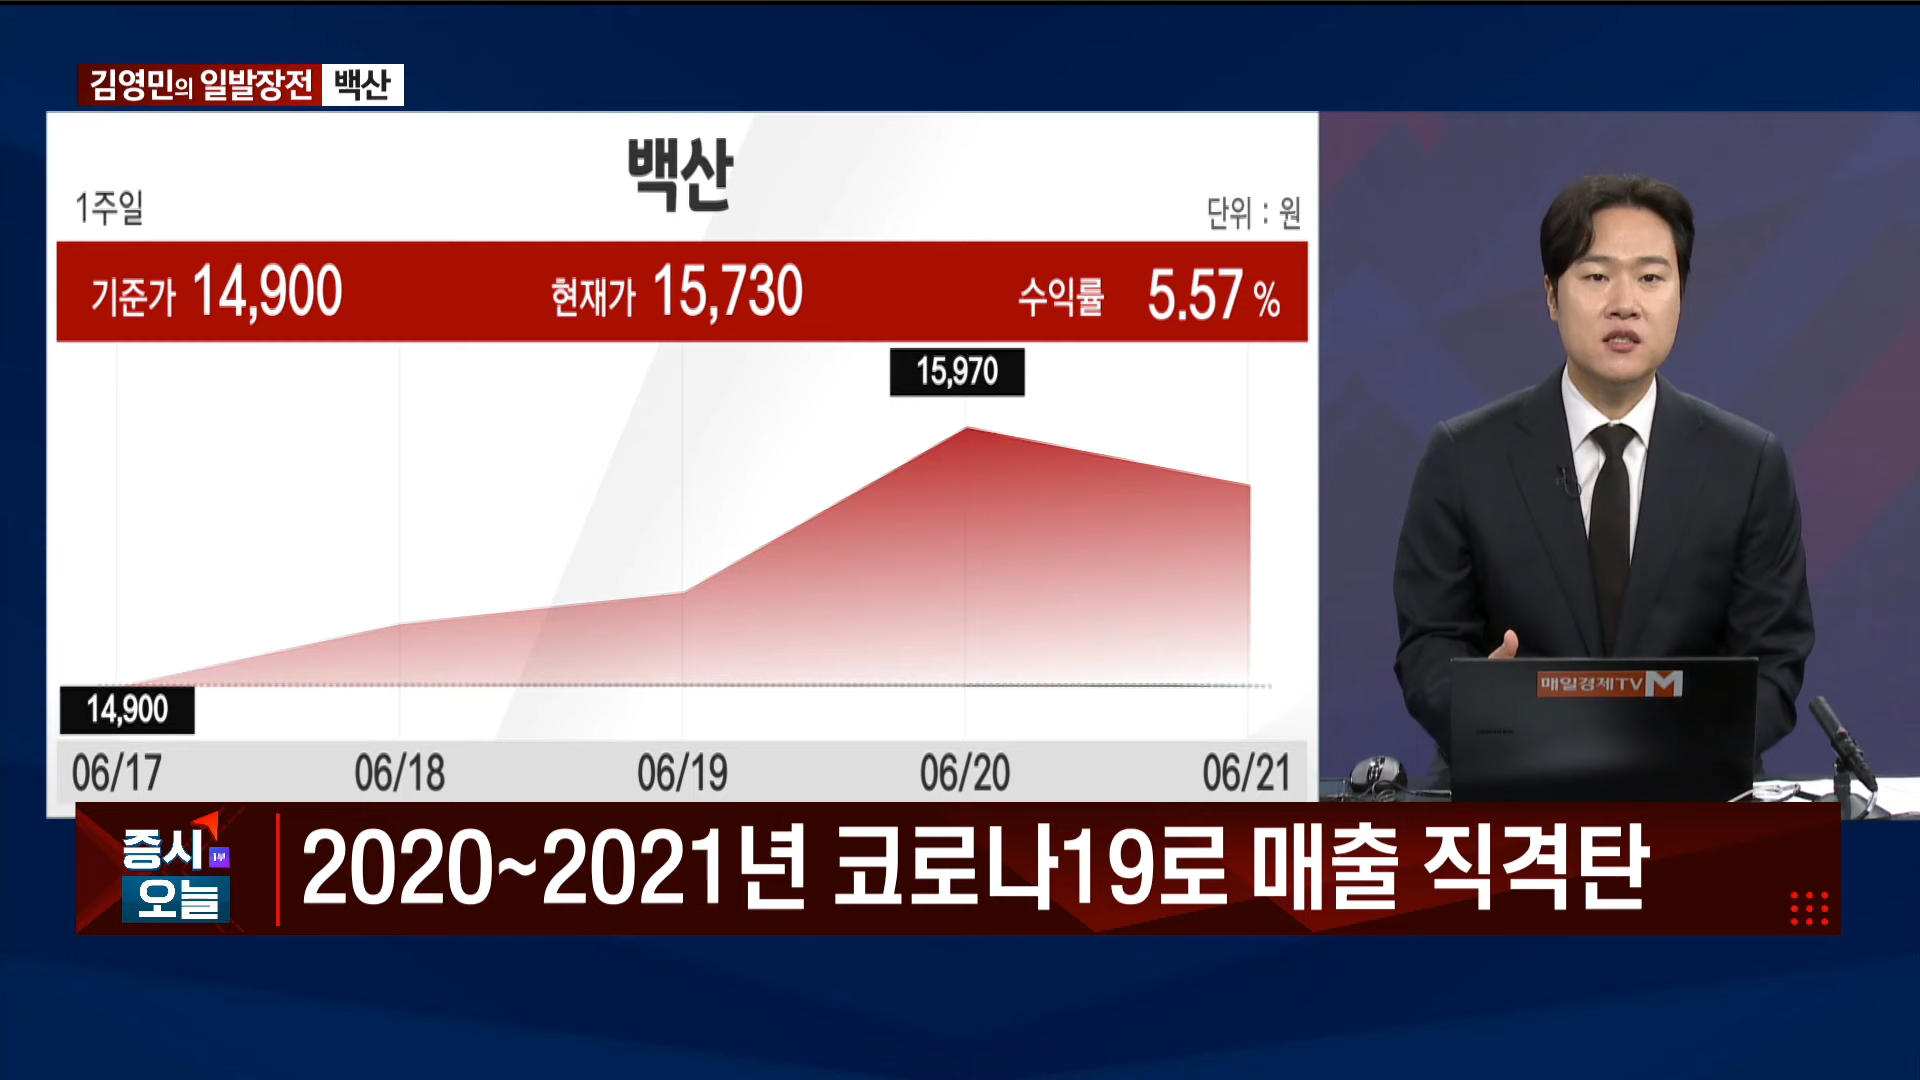 김영민의 일발장전 백산
백산
1주일
단위 : 원
기준가 14,900 현재가 15,730 수익률 5.57 %
15,970
14,900
06/17 06/18 06/19 06/20 06/21
매일경제TV M
SAMSUNG
증시 1부
오늘
2020~2021년 코로나19로 매출 직격탄